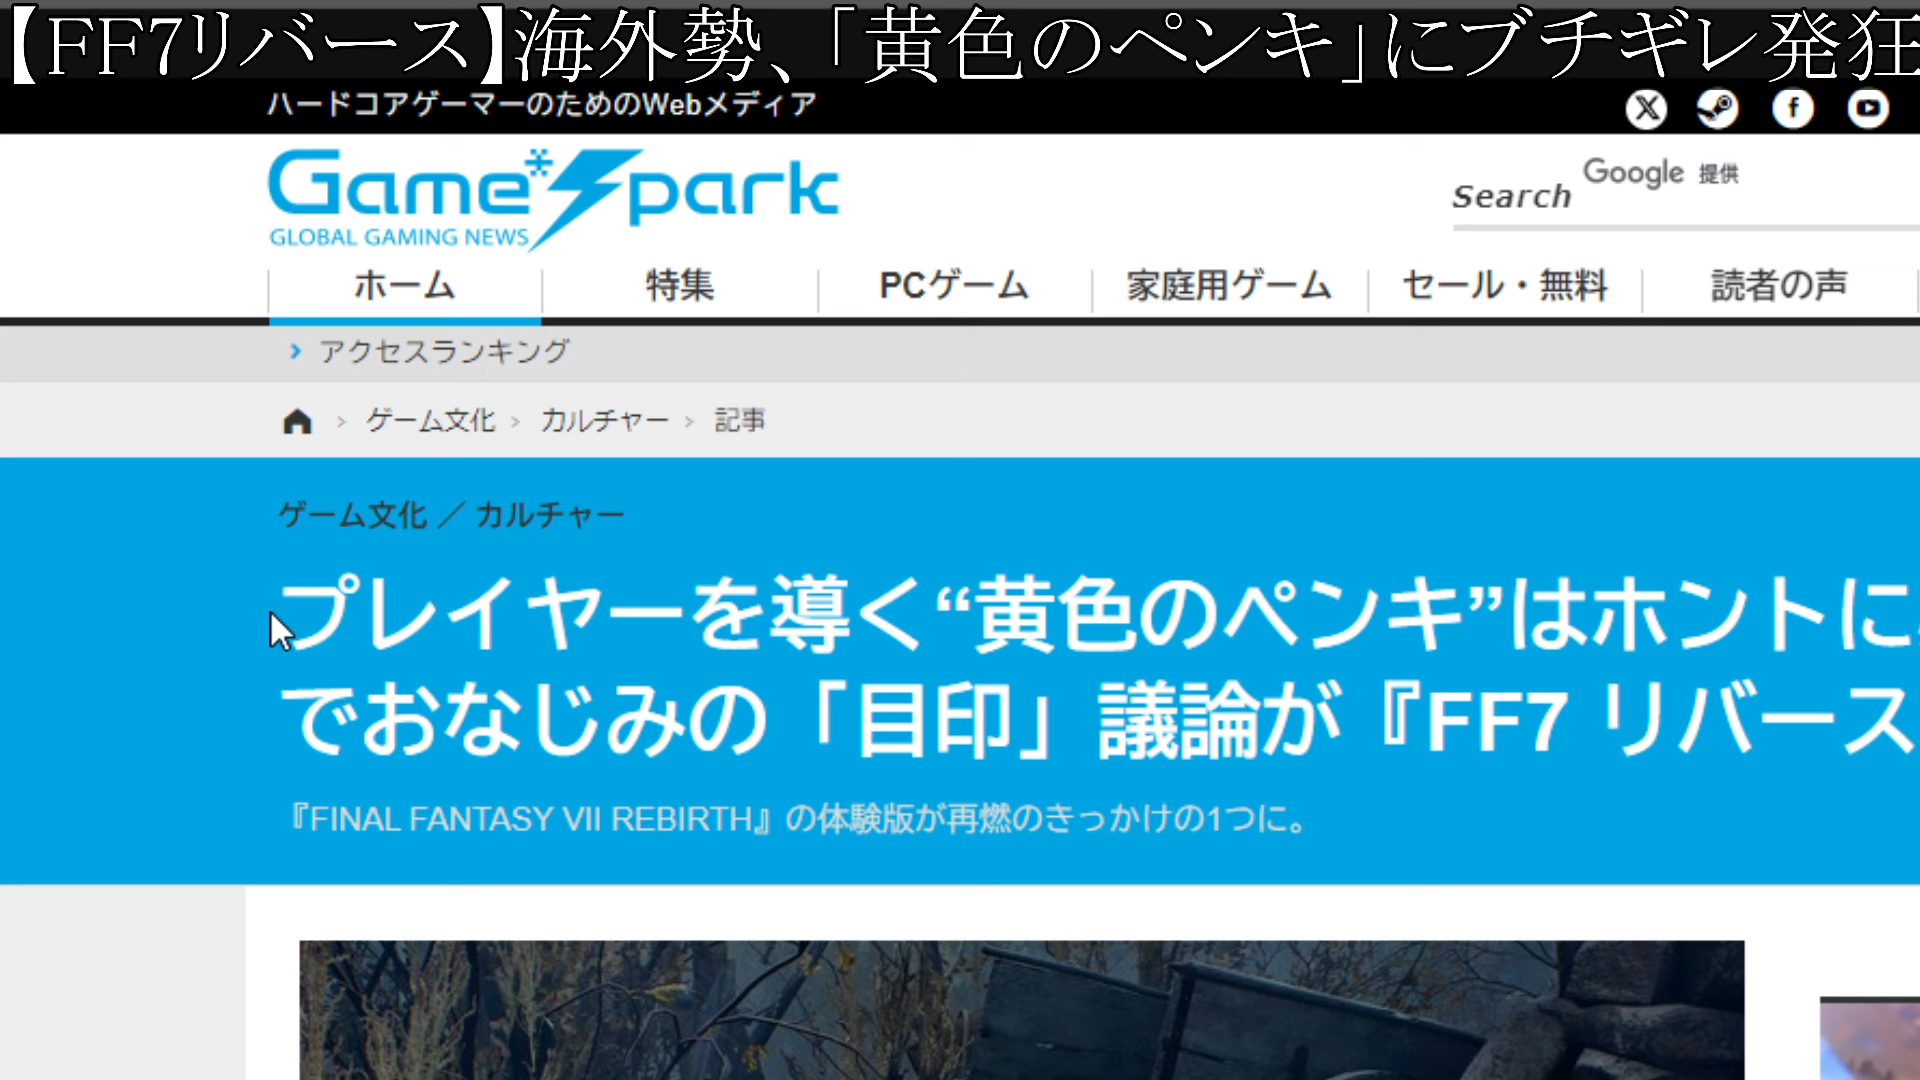 【FF7リバース】海外勢、「黄色のペンキ」にブチギレ発狂
ハードコアゲーマーのためのWebメディア
Game*Spark
GLOBAL GAMING NEWS
Search Google 提供
ホーム 特集 PCゲーム 家庭用ゲーム セール・無料 読者の声
アクセスランキング
> ゲーム文化 > カルチャー > 記事
ゲーム文化 ／ カルチャー
プレイヤーを導く“黄色のペンキ”はホントに
でおなじみの「目印」議論が『FF7 リバース
『FINAL FANTASY VII REBIRTH』の体験版が再燃のきっかけの1つに。